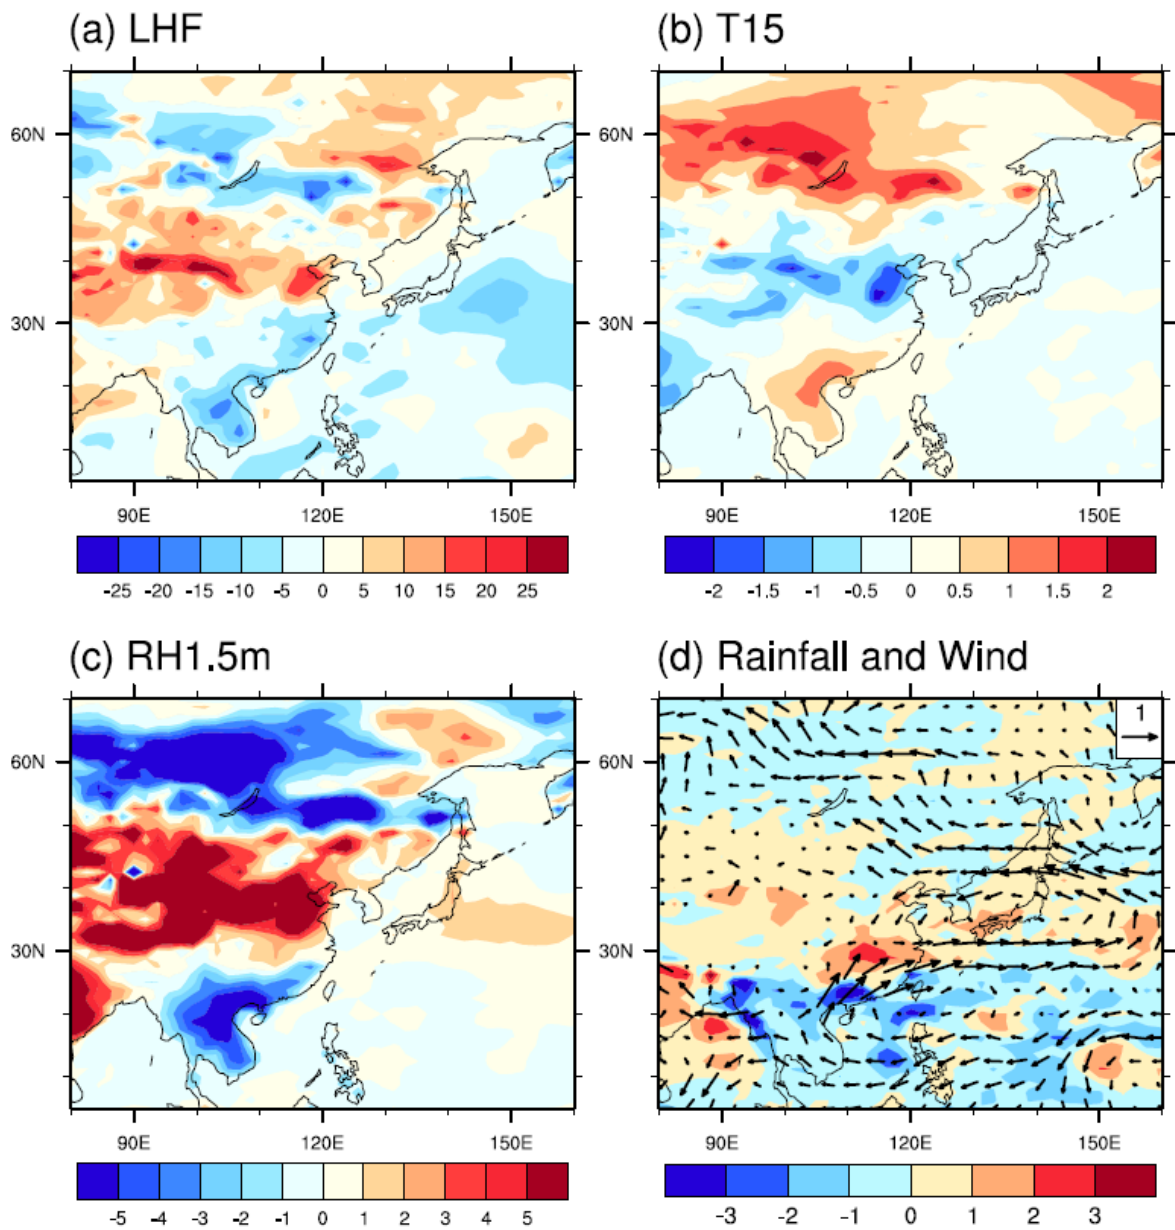 (a) LHF
(b) T15
60N
30N
90E 120E 150E
60N
30N
90E 120E 150E
-25 -20 -15 -10 -5 0 5 10 15 20 25
-2 -1.5 -1 -0.5 0 0.5 1 1.5 2
(c) RH1.5m
(d) Rainfall and Wind
60N
30N
90E 120E 150E
1
60N
30N
90E 120E 150E
-5 -4 -3 -2 -1 0 1 2 3 4 5
-3 -2 -1 0 1 2 3